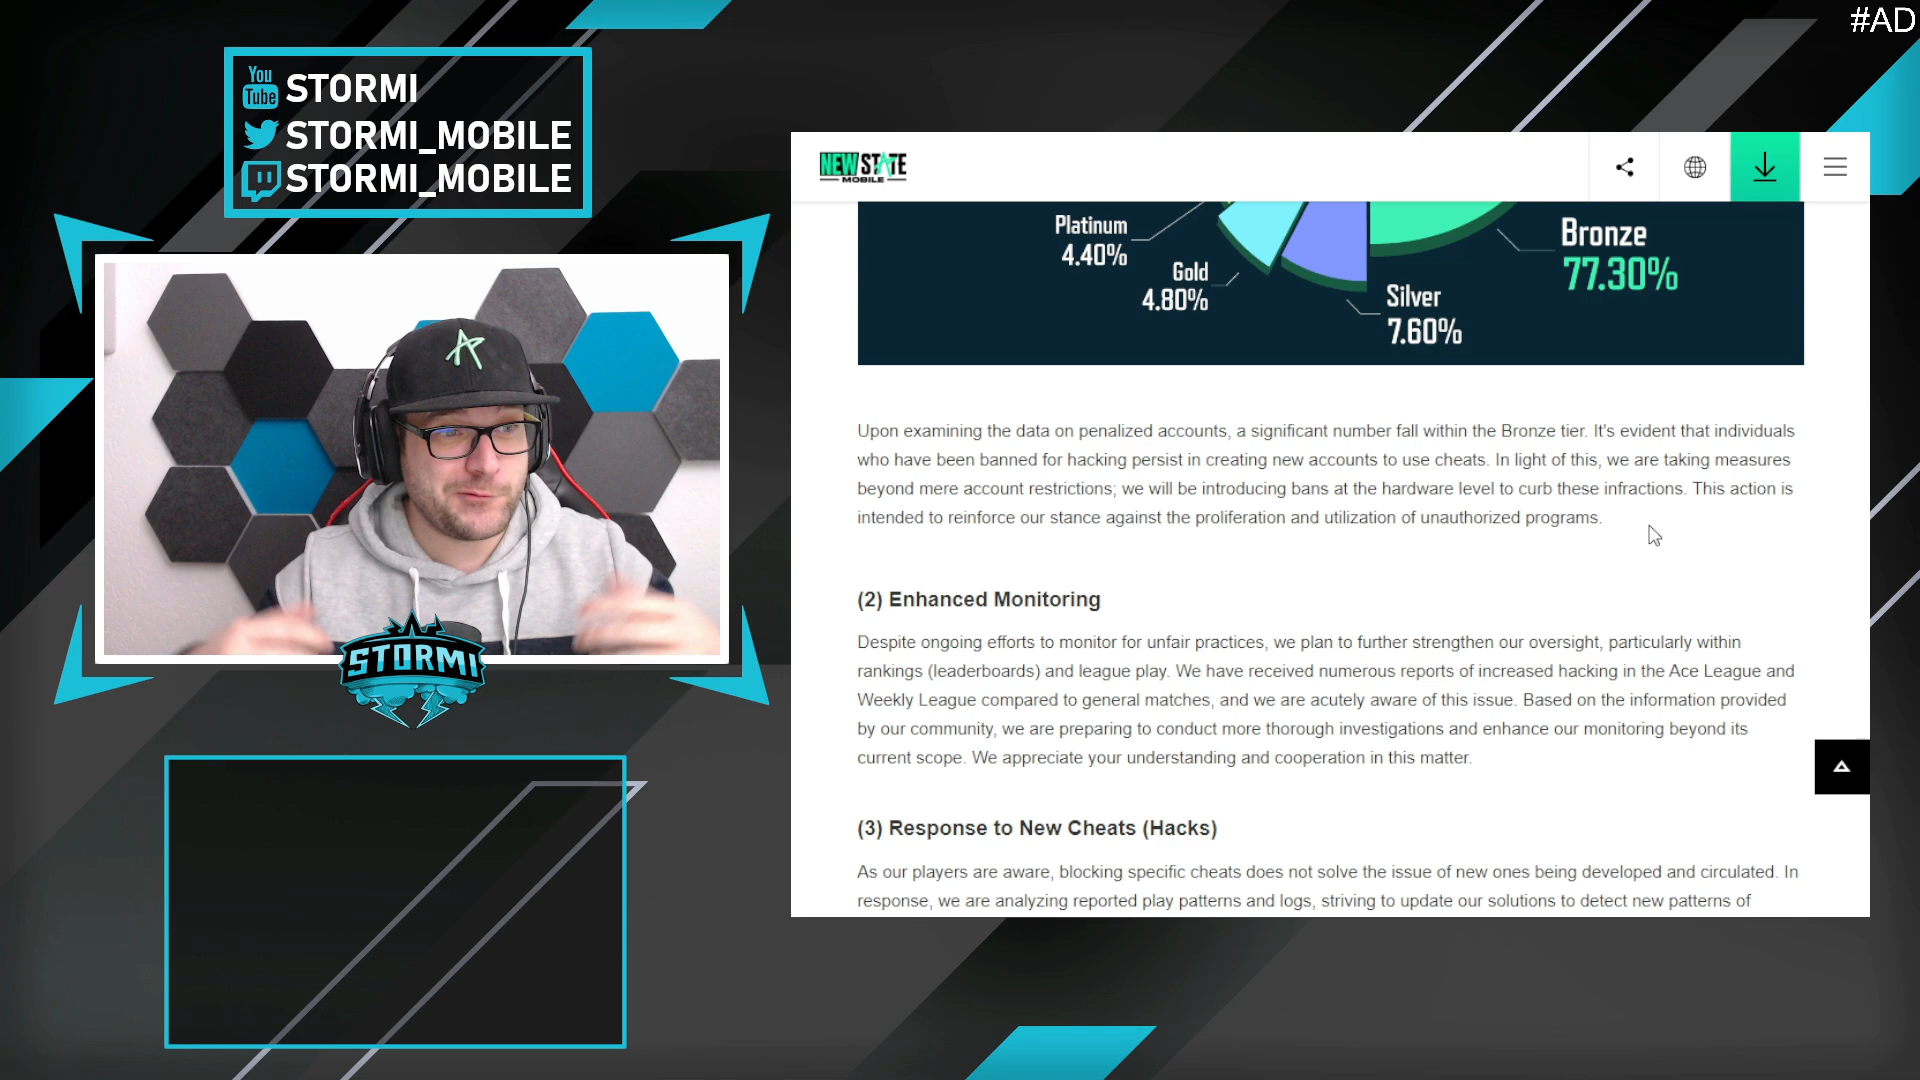 #AD
You
Tube
STORMI
STORMI_MOBILE
STORMI_MOBILE
STORMI
NEW STATE
MOBILE
Platinum
4.40%
Gold
4.80%
Silver
7.60%
Bronze
77.30%
Upon examining the data on penalized accounts, a significant number fall within the Bronze tier. It's evident that individuals
who have been banned for hacking persist in creating new accounts to use cheats. In light of this, we are taking measures
beyond mere account restrictions; we will be introducing bans at the hardware level to curb these infractions. This action is
intended to reinforce our stance against the proliferation and utilization of unauthorized programs.
(2) Enhanced Monitoring
Despite ongoing efforts to monitor for unfair practices, we plan to further strengthen our oversight, particularly within
rankings (leaderboards) and league play. We have received numerous reports of increased hacking in the Ace League and
Weekly League compared to general matches, and we are acutely aware of this issue. Based on the information provided
by our community, we are preparing to conduct more thorough investigations and enhance our monitoring beyond its
current scope. We appreciate your understanding and cooperation in this matter.
(3) Response to New Cheats (Hacks)
As our players are aware, blocking specific cheats does not solve the issue of new ones being developed and circulated. In
response, we are analyzing reported play patterns and logs, striving to update our solutions to detect new patterns of